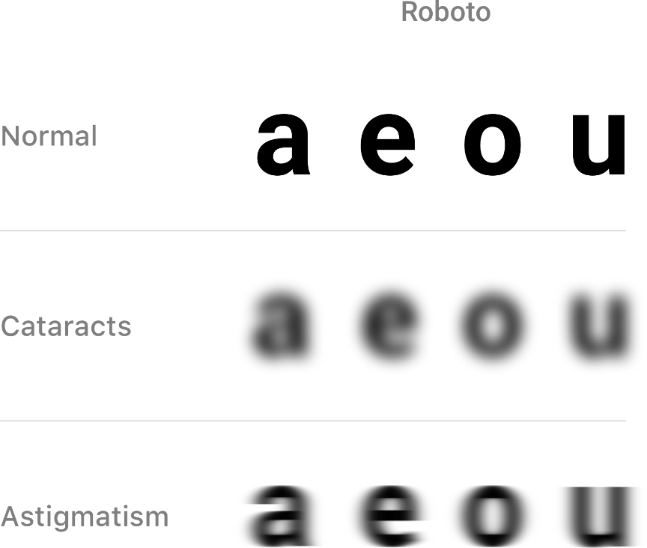 Roboto
Normal a e o u
Cataracts a e o u
Astigmatism a e o u